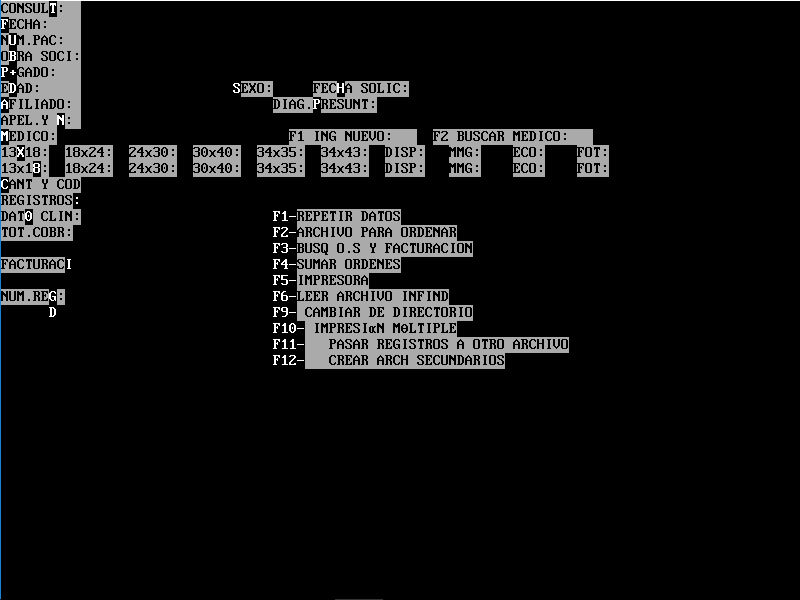 CONSULT:
FECHA:
NUM.PAC:
OBRA SOCI:
P+GADO:
EDAD: SEXO: FECHA SOLIC:
AFILIADO: DIAG.PRESUNT:
APEL.Y N:
MEDICO: F1 ING NUEVO: F2 BUSCAR MEDICO:
13X18: 18x24: 24x30: 30x40: 34x35: 34x43: DISP: MMG: ECO: FOT:
13x18: 18x24: 24x30: 30x40: 34x35: 34x43: DISP: MMG: ECO: FOT:
CANT Y COD
REGISTROS:
DATO CLIN: F1-REPETIR DATOS
TOT.COBR: F2-ARCHIVO PARA ORDENAR
F3-BUSQ O.S Y FACTURACION
FACTURACI F4-SUMAR ORDENES
F5-IMPRESORA
NUM.REG: F6-LEER ARCHIVO INFIND
D F9- CAMBIAR DE DIRECTORIO
F10- IMPRESIαN MΘLTIPLE
F11- PASAR REGISTROS A OTRO ARCHIVO
F12- CREAR ARCH SECUNDARIOS